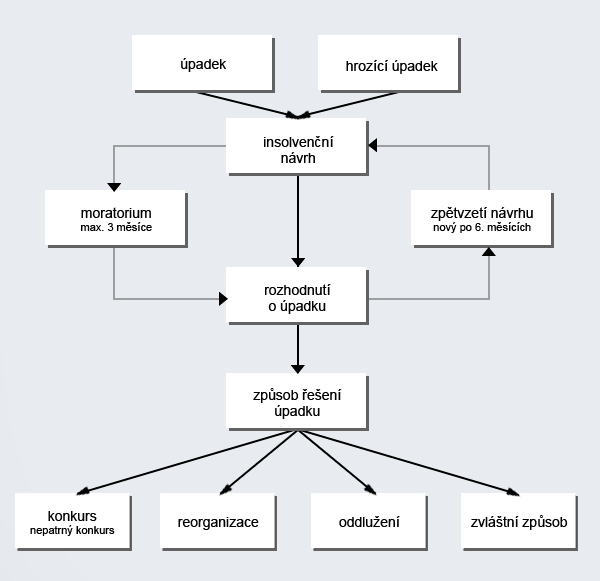 úpadek
hrozící úpadek
insolvenční
návrh
moratorium
max. 3 měsíce
zpětvzetí návrhu
nový po 6. měsících
rozhodnutí
o úpadku
způsob řešení
úpadku
konkurs
nepatrný konkurs
reorganizace
oddlužení
zvláštní způsob